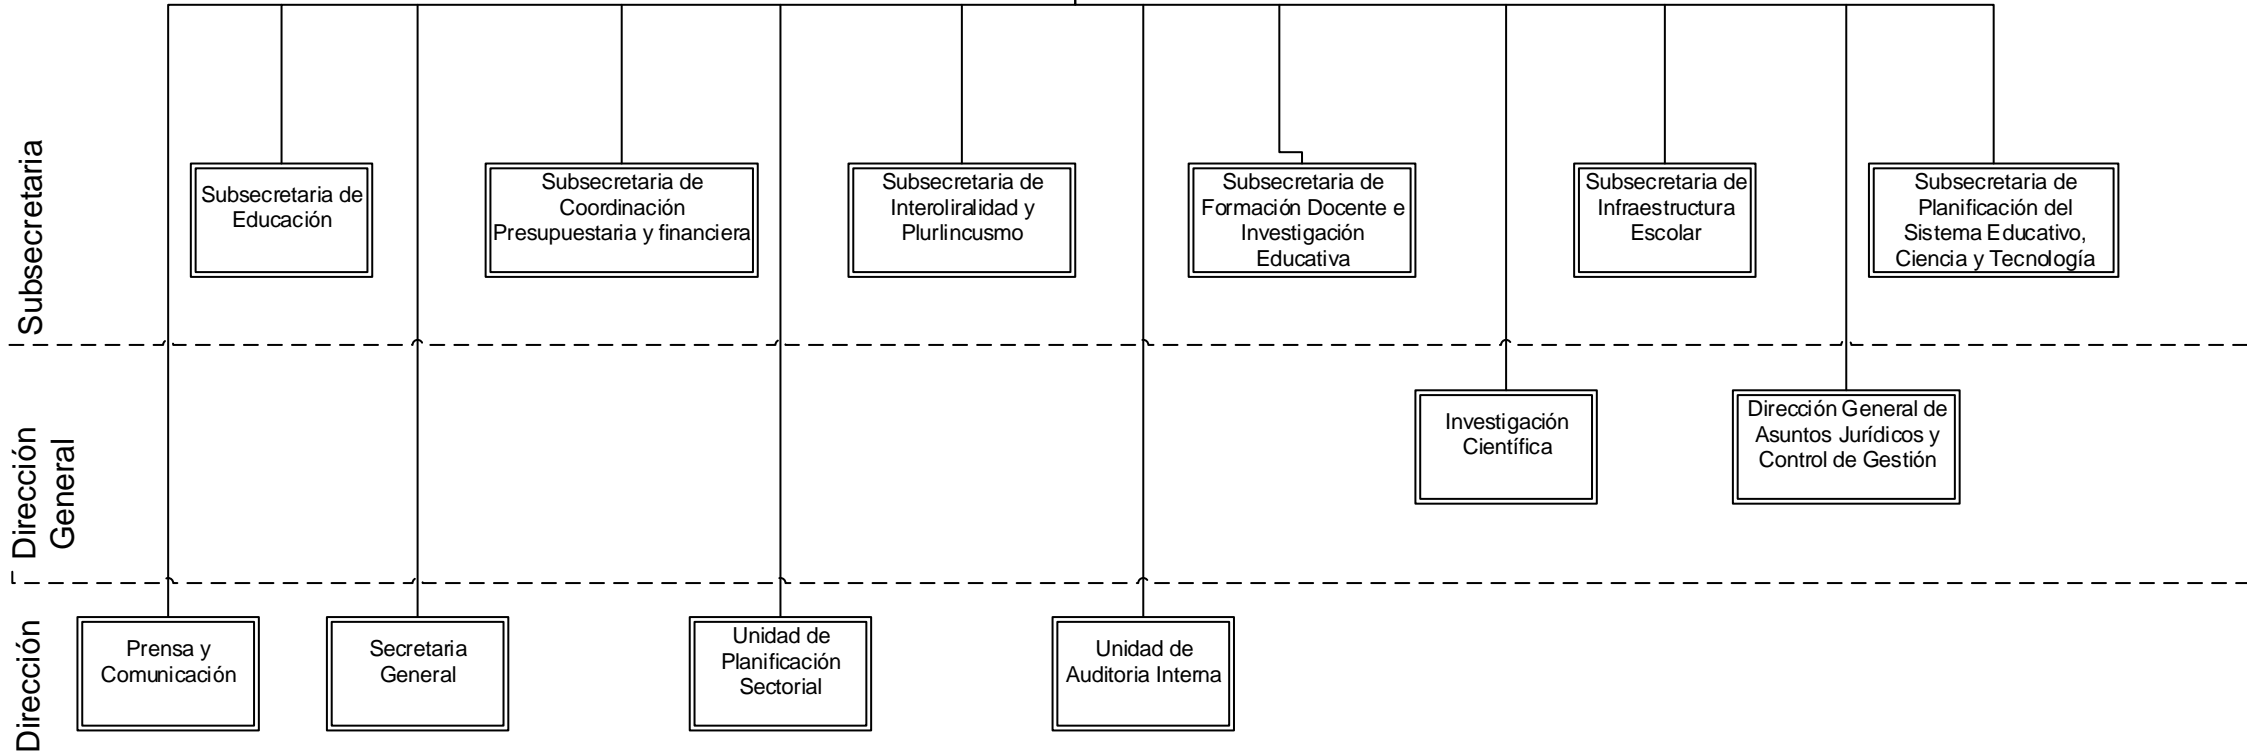 Subsecretaria
Subsecretaria de
Educación
Subsecretaria de
Coordinación
Presupuestaria y financiera
Subsecretaria de
Interoliralidad y
Plurlincusmo
Subsecretaria de
Formación Docente e
Investigación
Educativa
Subsecretaria de
Infraestructura
Escolar
Subsecretaria de
Planificación del
Sistema Educativo,
Ciencia y Tecnología
Dirección
General
Investigación
Científica
Dirección General de
Asuntos Jurídicos y
Control de Gestión
Dirección
Prensa y
Comunicación
Secretaria
General
Unidad de
Planificación
Sectorial
Unidad de
Auditoria Interna